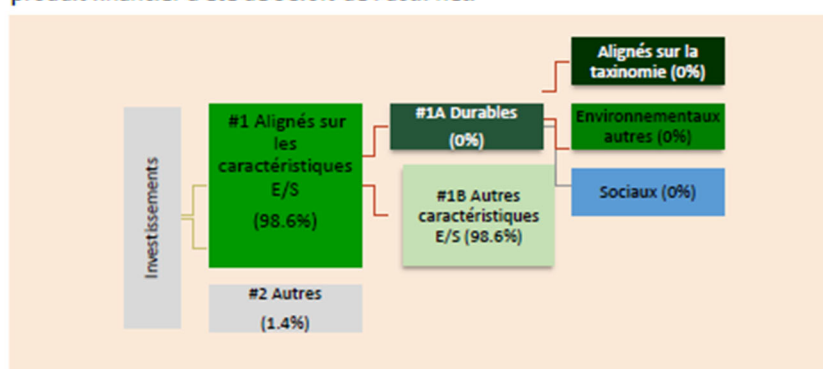 Investissements
#1 Alignés sur
les
caractéristiques
E/S
(98.6%)
#2 Autres
(1.4%)
#1A Durables
(0%)
#1B Autres
caractéristiques
E/S (98.6%)
Alignés sur la
taxinomie (0%)
Environnementaux
autres (0%)
Sociaux (0%)